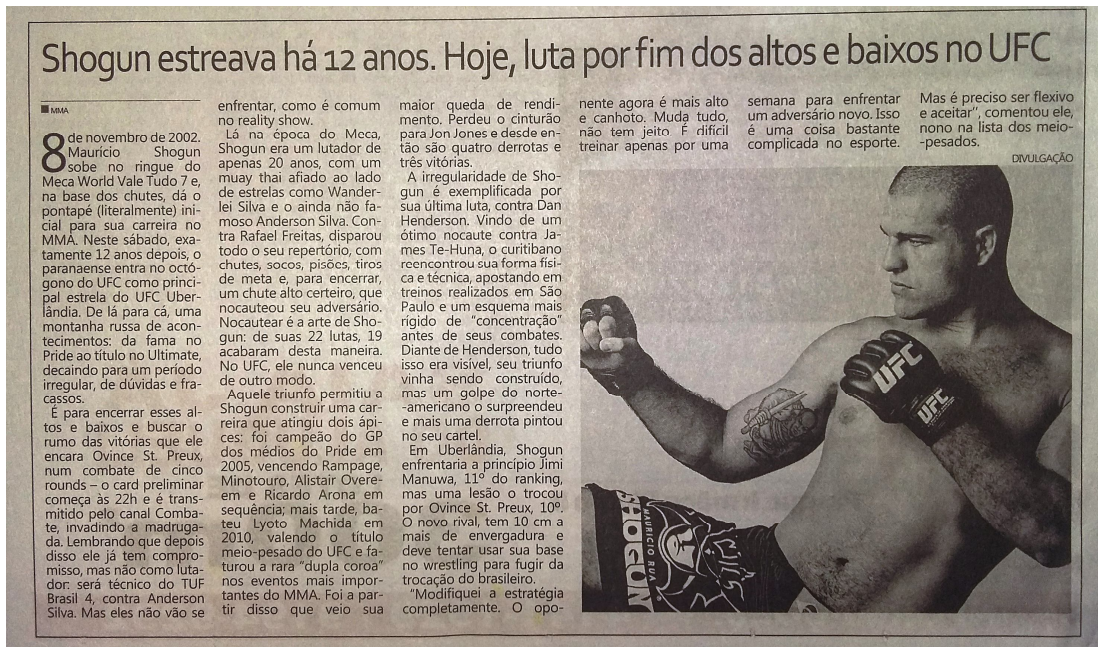 Shogun estreava há 12 anos. Hoje, luta por fim dos altos e baixos no UFC
■ MMA
8 de novembro de 2002.
Maurício Shogun
sobe no ringue do
Meca World Vale Tudo 7 e,
na base dos chutes, dá o
pontapé (literalmente) ini-
cial para sua carreira no
MMA. Neste sábado, exa-
tamente 12 anos depois, o
paranaense entra no octó-
gono do UFC como princi-
pal estrela do UFC Uber-
lândia. De lá para cá, uma
montanha russa de acon-
tecimentos: da fama no
Pride ao título no Ultimate,
decaindo para um período
irregular, de dúvidas e fra-
cassos.
É para encerrar esses al-
tos e baixos e buscar o
rumo das vitórias que ele
encara Ovince St. Preux,
num combate de cinco
rounds – o card preliminar
começa às 22h e é trans-
mitido pelo canal Comba-
te, invadindo a madruga-
da. Lembrando que depois
disso ele já tem compro-
misso, mas não como luta-
dor: será técnico do TUF
Brasil 4, contra Anderson
Silva. Mas eles não vão se
enfrentar, como é comum
no reality show.
Lá na época do Meca,
Shogun era um lutador de
apenas 20 anos, com um
muay thai afiado ao lado
de estrelas como Wander-
lei Silva e o ainda não fa-
moso Anderson Silva. Con-
tra Rafael Freitas, disparou
todo o seu repertório, com
chutes, socos, pisões, tiros
de meta e, para encerrar,
um chute alto certeiro, que
nocauteou seu adversário.
Nocautear é a arte de Sho-
gun: de suas 22 lutas, 19
acabaram desta maneira.
No UFC, ele nunca venceu
de outro modo.
Aquele triunfo permitiu a
Shogun construir uma car-
reira que atingiu dois ápi-
ces: foi campeão do GP
dos médios do Pride em
2005, vencendo Rampage,
Minotouro, Alistair Overe-
em e Ricardo Arona em
sequência; mais tarde, ba-
teu Lyoto Machida em
2010, valendo o título
meio-pesado do UFC e fa-
turou a rara "dupla coroa"
nos eventos mais impor-
tantes do MMA. Foi a par-
tir disso que veio sua
maior queda de rendi-
mento. Perdeu o cinturão
para Jon Jones e desde en-
tão são quatro derrotas e
três vitórias.
A irregularidade de Sho-
gun é exemplificada por
sua última luta, contra Dan
Henderson. Vindo de um
ótimo nocaute contra Ja-
mes Te-Huna, o curitibano
reencontrou sua forma físi-
ca e técnica, apostando em
treinos realizados em São
Paulo e um esquema mais
rígido de "concentração"
antes de seus combates.
Diante de Henderson, tudo
isso era visível, seu triunfo
vinha sendo construído,
mas um golpe do norte-
-americano o surpreendeu
e mais uma derrota pintou
no seu cartel.
Em Uberlândia, Shogun
enfrentaria a princípio Jimi
Manuwa, 11º do ranking,
mas uma lesão o trocou
por Ovince St. Preux, 10º.
O novo rival, tem 10 cm a
mais de envergadura e
deve tentar usar sua base
no wrestling para fugir da
trocação do brasileiro.
"Modifiquei a estratégia
completamente. O opo-
nente agora é mais alto
e canhoto. Muda tudo,
não tem jeito É difícil
treinar apenas por uma
semana para enfrentar
um adversário novo. Isso
é uma coisa bastante
complicada no esporte.
Mas é preciso ser flexivo
e aceitar", comentou ele,
nono na lista dos meio-
-pesados.
DIVULGAÇÃO
UFC
UFC
SHOGUN
MAURICIO RUA